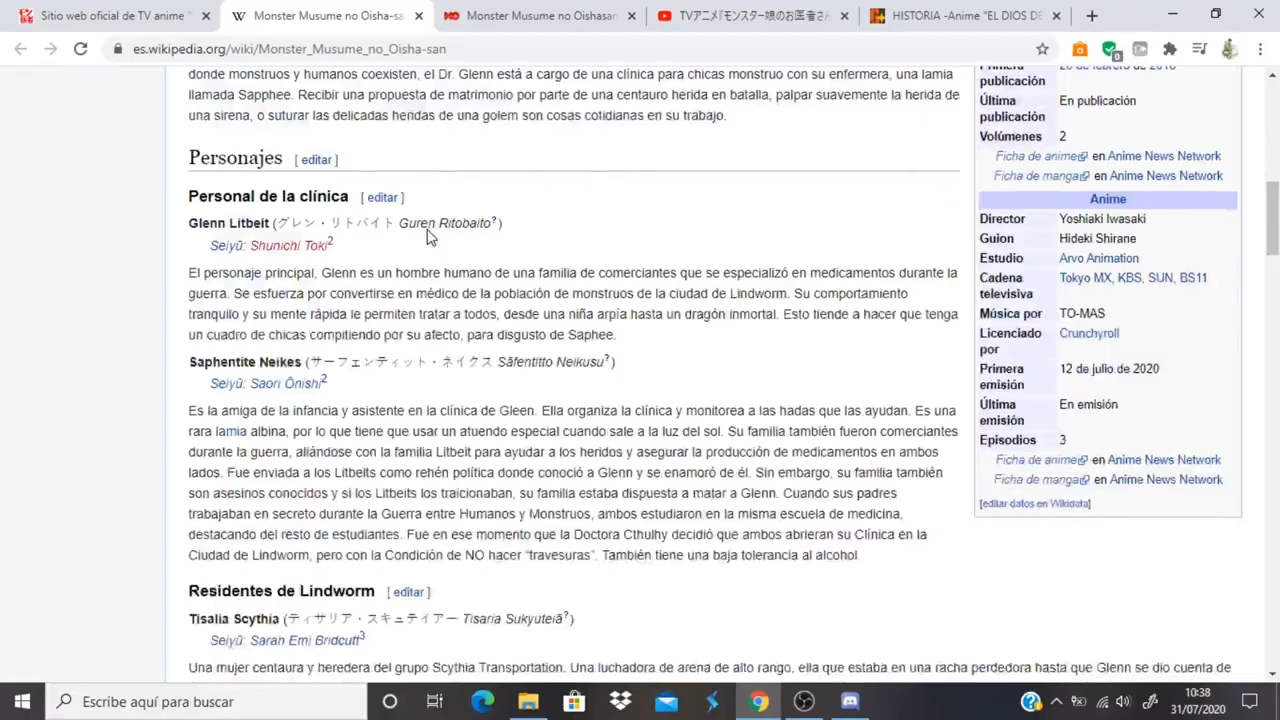 Sitio web oficial de TV anime "
Monster Musume no Oisha-sa
Monster Musume no Oishasan
TVアニメ『モンスター娘のお医者さ
HISTORIA -Anime "EL DIOS DE
es.wikipedia.org/wiki/Monster_Musume_no_Oisha-san
donde monstruos y humanos coexisten, el Dr. Glenn está a cargo de una clínica para chicas monstruo con su enfermera, una lamia
llamada Sapphee. Recibir una propuesta de matrimonio por parte de una centauro herida en batalla, palpar suavemente la herida de
una sirena, o suturar las delicadas heridas de una golem son cosas cotidianas en su trabajo.
Personajes [ editar ]
Personal de la clínica [ editar ]
Glenn Litbeit (グレン・リトバイト Guren Ritobaito?)
Seiyū: Shunichi Toki2
El personaje principal, Glenn es un hombre humano de una familia de comerciantes que se especializó en medicamentos durante la
guerra. Se esfuerza por convertirse en médico de la población de monstruos de la ciudad de Lindworm. Su comportamiento
tranquilo y su mente rápida le permiten tratar a todos, desde una niña arpía hasta un dragón inmortal. Esto tiende a hacer que tenga
un cuadro de chicas compitiendo por su afecto, para disgusto de Saphee.
Saphentite Neikes (サーフェンティット・ネイクス Sāfentitto Neikusu?)
Seiyū: Saori Ōnishi2
Es la amiga de la infancia y asistente en la clínica de Gleen. Ella organiza la clínica y monitorea a las hadas que las ayudan. Es una
rara lamia albina, por lo que tiene que usar un atuendo especial cuando sale a la luz del sol. Su familia también fueron comerciantes
durante la guerra, aliándose con la familia Litbeit para ayudar a los heridos y asegurar la producción de medicamentos en ambos
lados. Fue enviada a los Litbeits como rehén política donde conoció a Glenn y se enamoró de él. Sin embargo, su familia también
son asesinos conocidos y si los Litbeits los traicionaban, su familia estaba dispuesta a matar a Glenn. Cuando sus padres
trabajaban en secreto durante la Guerra entre Humanos y Monstruos, ambos estudiaron en la misma escuela de medicina,
destacando del resto de estudiantes. Fue en ese momento que la Doctora Cthulhy decidió que ambos abrieran su Clínica en la
Ciudad de Lindworm, pero con la Condición de NO hacer “travesuras”. También tiene una baja tolerancia al alcohol.
Residentes de Lindworm [ editar ]
Tisalia Scythia (ティサリア・スキュテイアー Tisaria Sukyuteiā?)
Seiyū: Sarah Emi Bridcutt3
Una mujer centaura y heredera del grupo Scythia Transportation. Una luchadora de arena de alto rango, ella que estaba en una racha perdedora hasta que Glenn se dio cuenta de
Primera
publicación
Última En publicación
publicación
Volúmenes 2
Ficha de anime en Anime News Network
Ficha de manga en Anime News Network
Anime
Director Yoshiaki Iwasaki
Guion Hideki Shirane
Estudio Arvo Animation
Cadena Tokyo MX, KBS, SUN, BS11
televisiva
Música por TO-MAS
Licenciado Crunchyroll
por
Primera 12 de julio de 2020
emisión
Última En emisión
emisión
Episodios 3
Ficha de anime en Anime News Network
Ficha de manga en Anime News Network
[editar datos en Wikidata]
Escribe aquí para buscar
10:38
31/07/2020